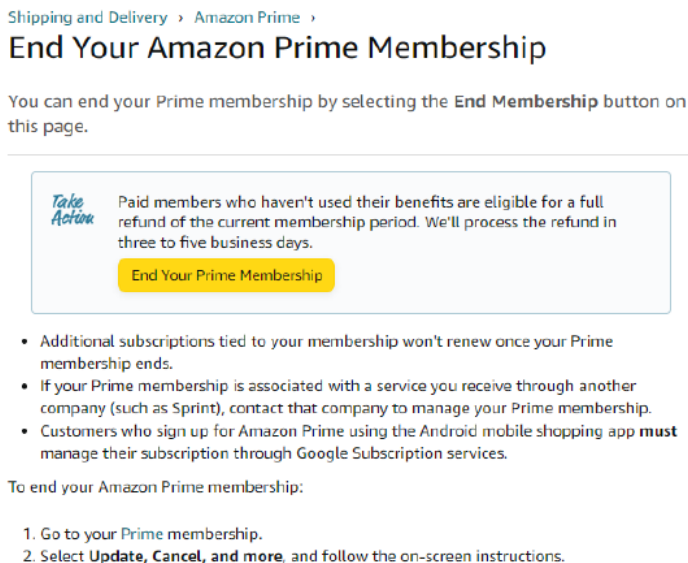 Shipping and Delivery › Amazon Prime ›
End Your Amazon Prime Membership
You can end your Prime membership by selecting the End Membership button on
this page.
Take
Action
Paid members who haven't used their benefits are eligible for a full
refund of the current membership period. We'll process the refund in
three to five business days.
End Your Prime Membership
• Additional subscriptions tied to your membership won't renew once your Prime
membership ends.
• If your Prime membership is associated with a service you receive through another
company (such as Sprint), contact that company to manage your Prime membership.
• Customers who sign up for Amazon Prime using the Android mobile shopping app must
manage their subscription through Google Subscription services.
To end your Amazon Prime membership:
1. Go to your Prime membership.
2. Select Update, Cancel, and more, and follow the on-screen instructions.